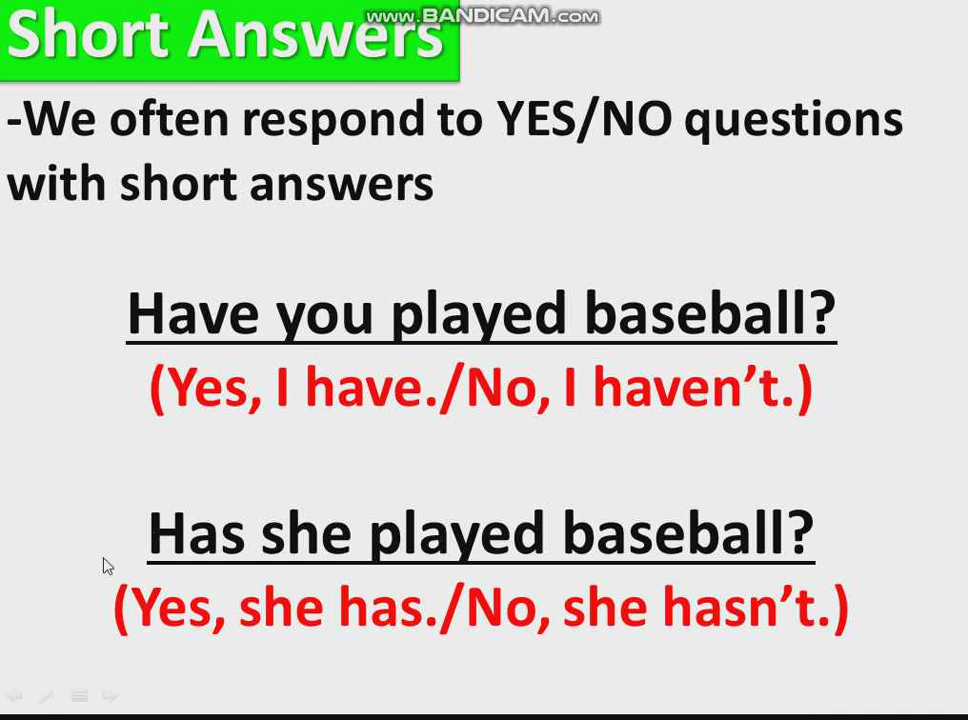 www.BANDICAM.com
Short Answers
-We often respond to YES/NO questions
with short answers
Have you played baseball?
(Yes, I have./No, I haven’t.)
Has she played baseball?
(Yes, she has./No, she hasn’t.)